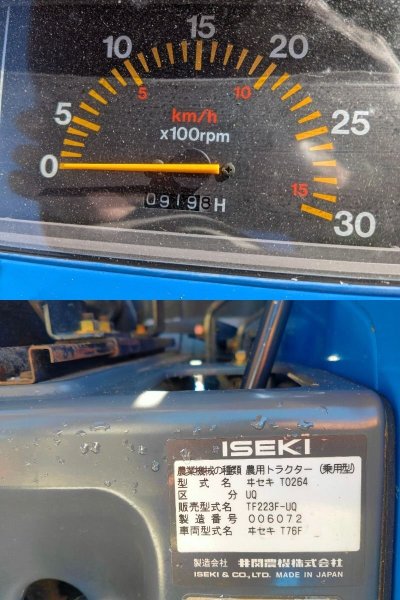 15
10 20
5 10
km/h
5 25
x100rpm
0
15
09198H
30
ISEKI
農業機械の種類 農用トラクター (乗用型)
型式名 ヰセキ TO264
区分 UQ
販売型式名 TF223F-UQ
製造番号 006072
車両型式名 ヰセキ T76F
製造会社 井関農機株式会社
ISEKI & CO., LTD. MADE IN JAPAN